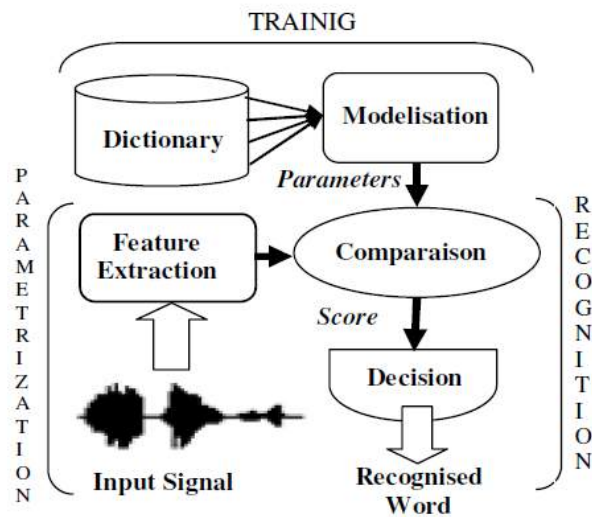 TRAINIG
Dictionary
Modelisation
Parameters
PARAMETRIZATION
Feature
Extraction
Comparaison
RECOGNITION
Score
Decision
Input Signal
Recognised
Word